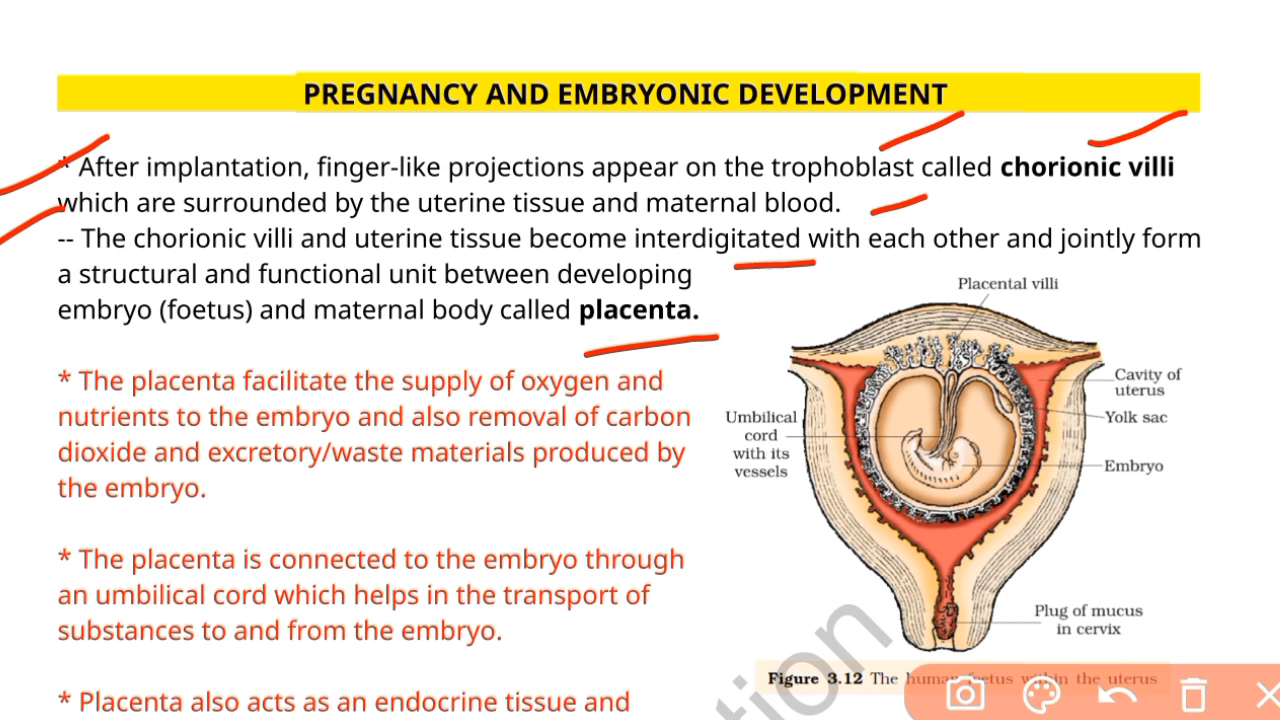 PREGNANCY AND EMBRYONIC DEVELOPMENT
* After implantation, finger-like projections appear on the trophoblast called chorionic villi
which are surrounded by the uterine tissue and maternal blood.
-- The chorionic villi and uterine tissue become interdigitated with each other and jointly form
a structural and functional unit between developing
embryo (foetus) and maternal body called placenta.
* The placenta facilitate the supply of oxygen and
nutrients to the embryo and also removal of carbon
dioxide and excretory/waste materials produced by
the embryo.
* The placenta is connected to the embryo through
an umbilical cord which helps in the transport of
substances to and from the embryo.
* Placenta also acts as an endocrine tissue and
Placental villi
Cavity of
uterus
Yolk sac
Umbilical
cord
with its
vessels
Embryo
Plug of mucus
in cervix
Figure 3.12 The human foetus within the uterus